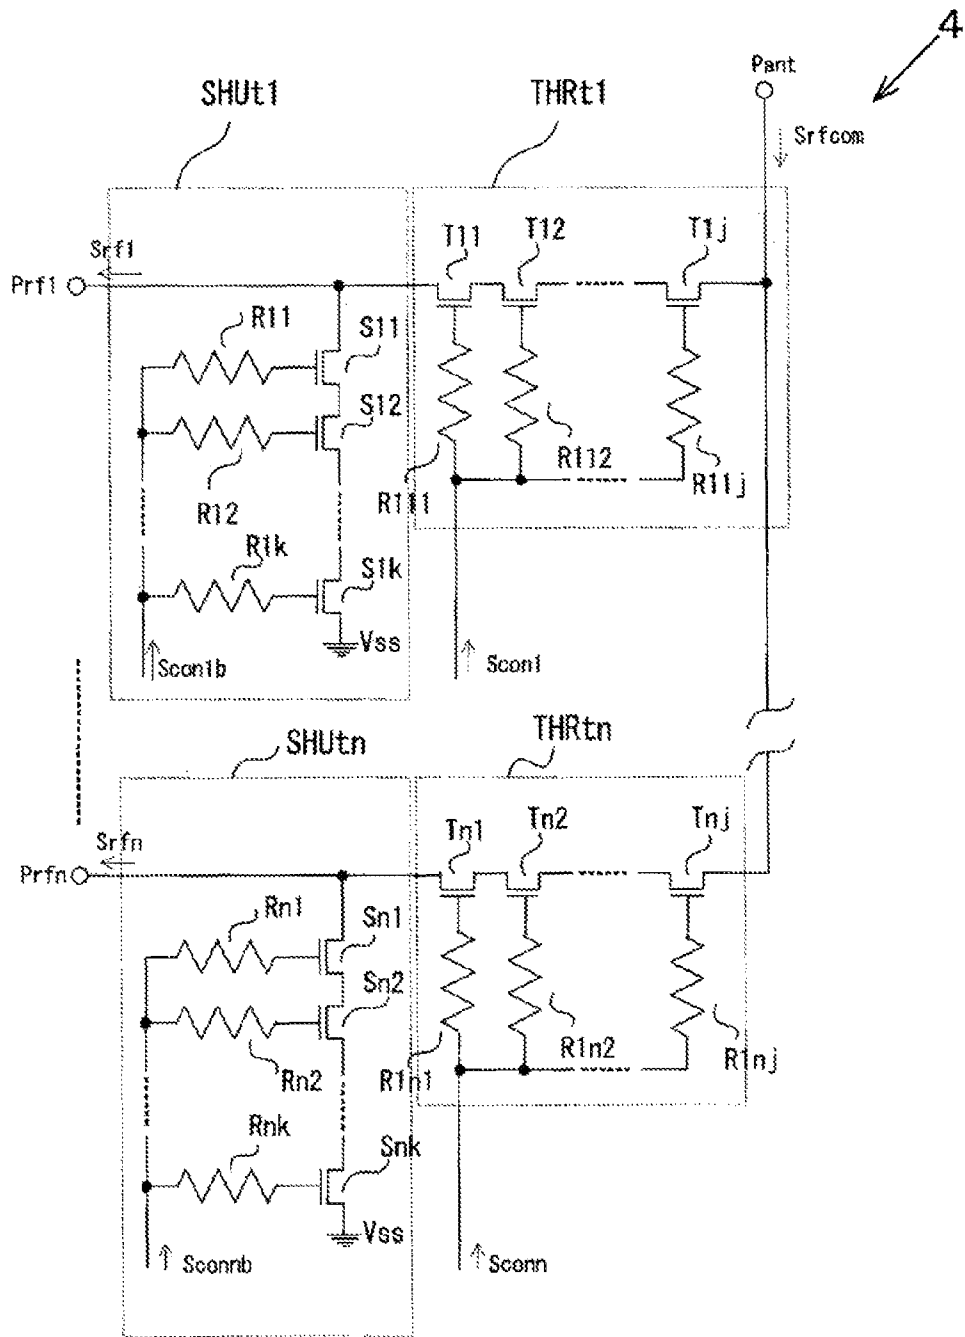 4
SHUt1
THRt1
Pant
Srfcom
Srf1
T11
T12
T1j
Prf1
R11
S11
S12
R12
R111
R112
R11j
R1k
S1k
Vss
Scon1b
Scon1
SHUtn
THRtn
Srfn
Tn1
Tn2
Tnj
Prfn
Rn1
Sn1
Sn2
Rn2
R1n1
R1n2
R1nj
Rnk
Snk
Vss
Sconnb
Sconn